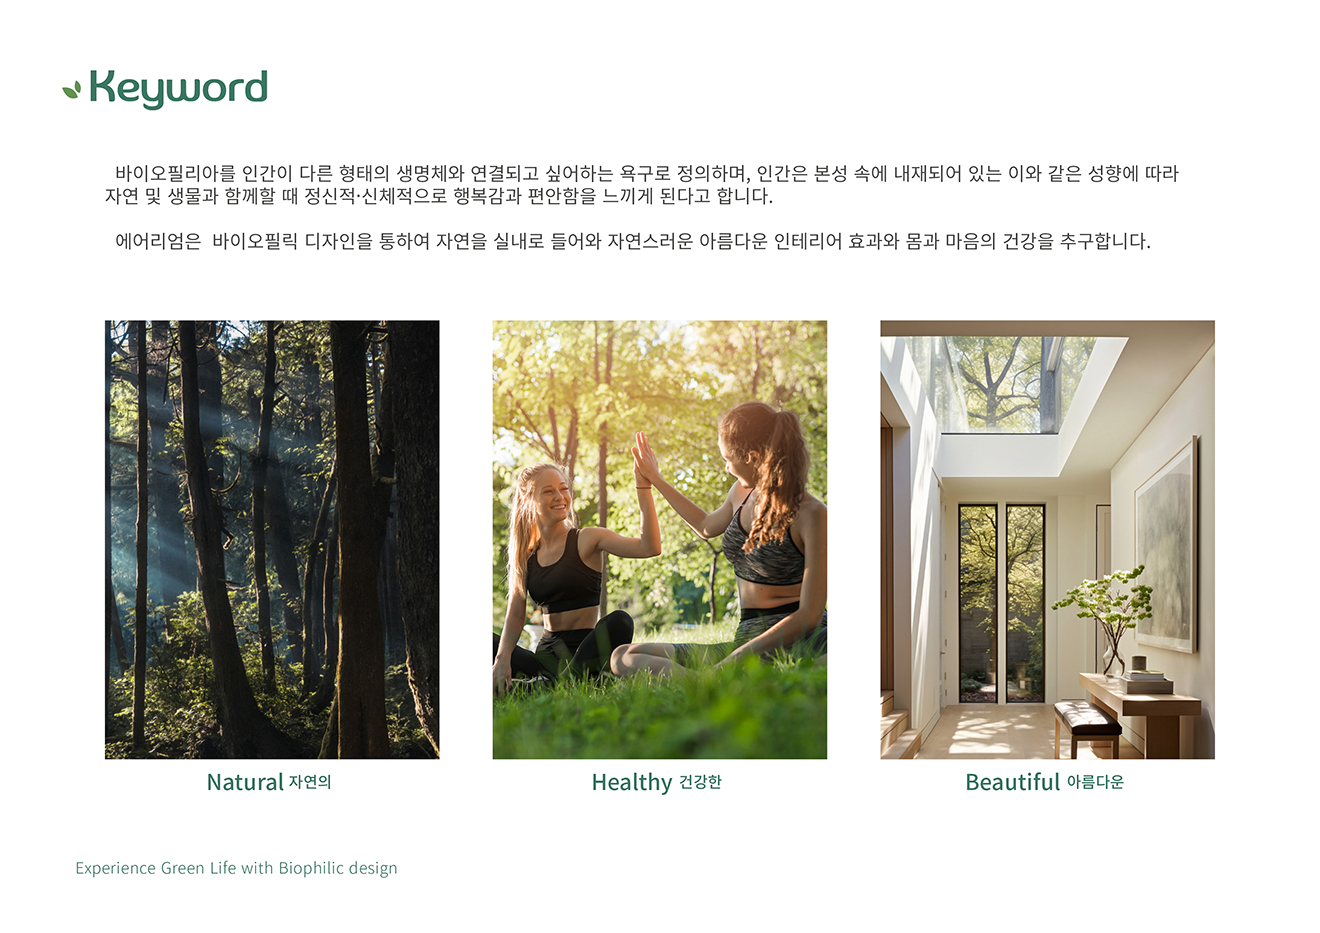 Keyword
바이오필리아를 인간이 다른 형태의 생명체와 연결되고 싶어하는 욕구로 정의하며, 인간은 본성 속에 내재되어 있는 이와 같은 성향에 따라
자연 및 생물과 함께할 때 정신적·신체적으로 행복감과 편안함을 느끼게 된다고 합니다.
에어리엄은 바이오필릭 디자인을 통하여 자연을 실내로 들어와 자연스러운 아름다운 인테리어 효과와 몸과 마음의 건강을 추구합니다.
Natural 자연의
Healthy 건강한
Beautiful 아름다운
Experience Green Life with Biophilic design